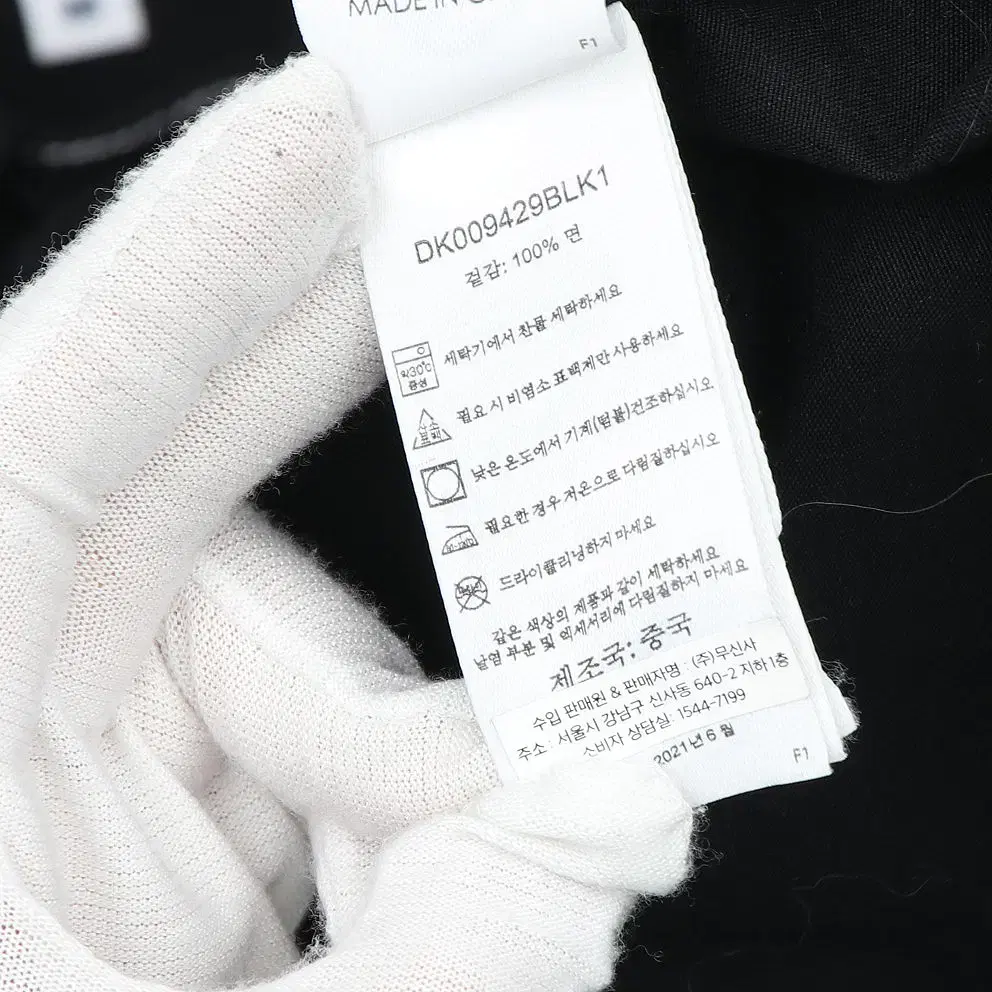 MADE IN
F1
DK009429BLK1
겉감: 100% 면
세탁기에서 찬물 세탁하세요
약30℃
중성
필요 시 비염소 표백제만 사용하세요
낮은 온도에서 기계(텀블)건조하십시오
필요한 경우 저온으로 다림질하십시오
드라이클리닝하지 마세요
같은 색상의 제품과 같이 세탁하세요
날염 부분 및 액세서리에 다림질하지 마세요
제조국: 중국
수입 판매원 & 판매자명 : (주)무신사
주소 : 서울시 강남구 신사동 640-2 지하1층
소비자 상담실: 1544-7199
2021년 6 월
F1